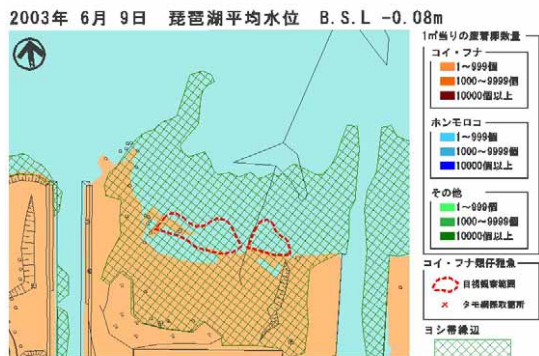 2003年 6月 9日 琵琶湖平均水位 B.S.L -0.08m
1㎡当りの産着卵数量
コイ・フナ
1～999個
1000～9999個
10000個以上
ホンモロコ
1～999個
1000～9999個
10000個以上
その他
1～999個
1000～9999個
10000個以上
コイ・フナ類仔稚魚
目視観察範囲
タモ網採取箇所
ヨシ帯縁辺